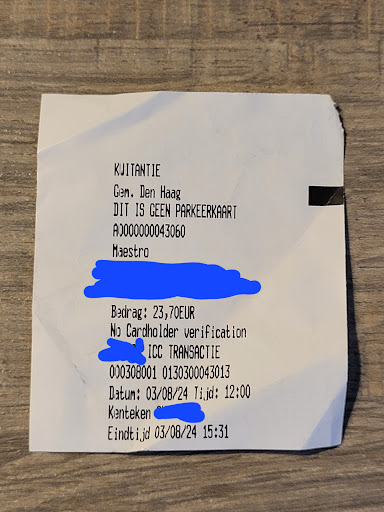 KWITANTIE
Gem. Den Haag
DIT IS GEEN PARKEERKAART
A0000000043060
Maestro
Bedrag: 23,70EUR
No Cardholder verification
ICC TRANSACTIE
000308001 0130300043013
Datum: 03/08/24 Tijd: 12:00
Kenteken
Eindtijd 03/08/24 15:31